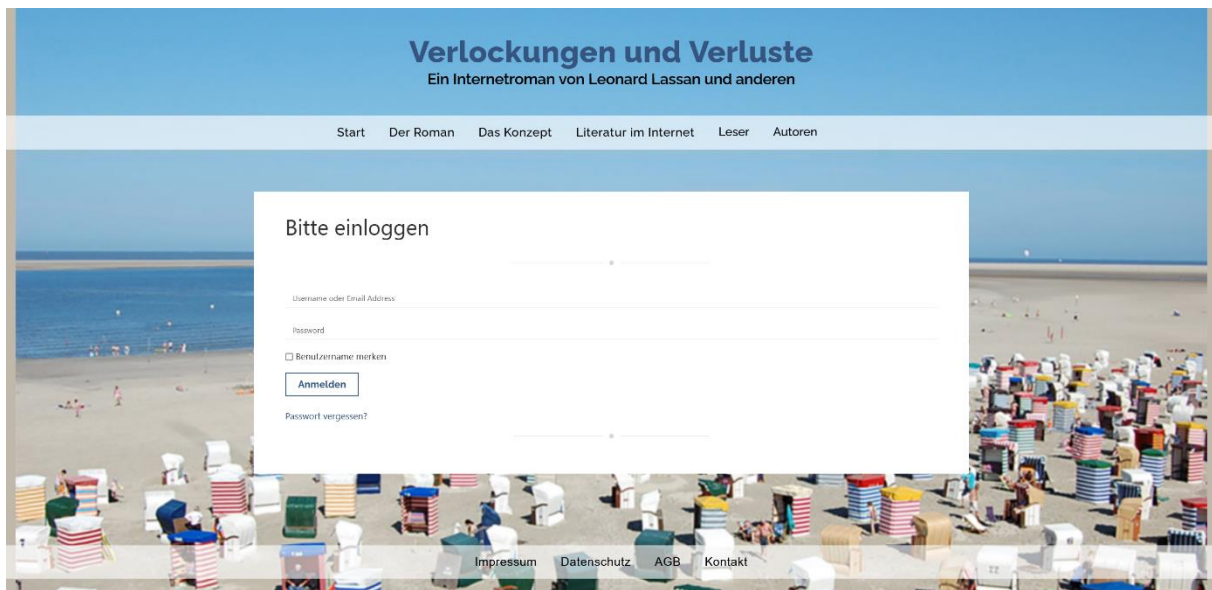 Verlockungen und Verluste
Ein Internetroman von Leonard Lassan und anderen
Start Der Roman Das Konzept Literatur im Internet Leser Autoren
Bitte einloggen
Username oder Email Address
Password
Benutzername merken
Anmelden
Passwort vergessen?
Impressum Datenschutz AGB Kontakt